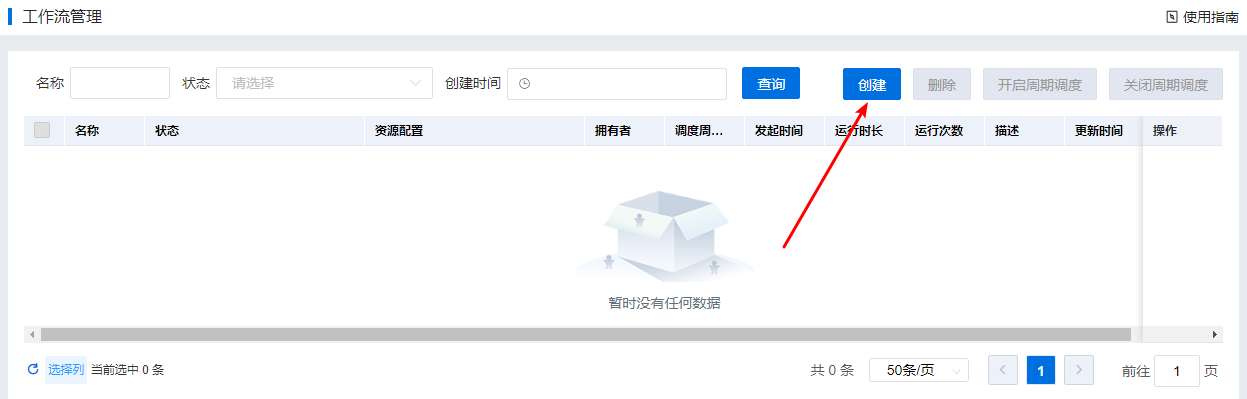 工作流管理
使用指南
名称
状态
请选择
创建时间
查询
创建
删除
开启周期调度
关闭周期调度
名称
状态
资源配置
拥有者
调度周...
发起时间
运行时长
运行次数
描述
更新时间
操作
暂时没有任何数据
选择列
当前选中 0 条
共 0 条
50条/页
1
前往
1
页